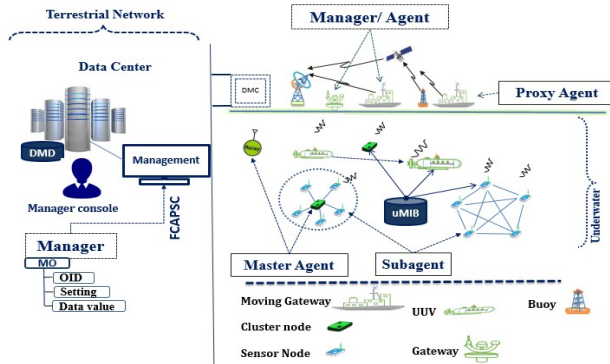 Terrestrial Network
Data Center
DMD
Management
Manager console
FCAPSC
Manager
MO
OID
Setting
Data value
Manager/ Agent
DMC
Proxy Agent
Underwater
uMIB
Master Agent
Subagent
Moving Gateway
UUV
Buoy
Cluster node
Sensor Node
Gateway